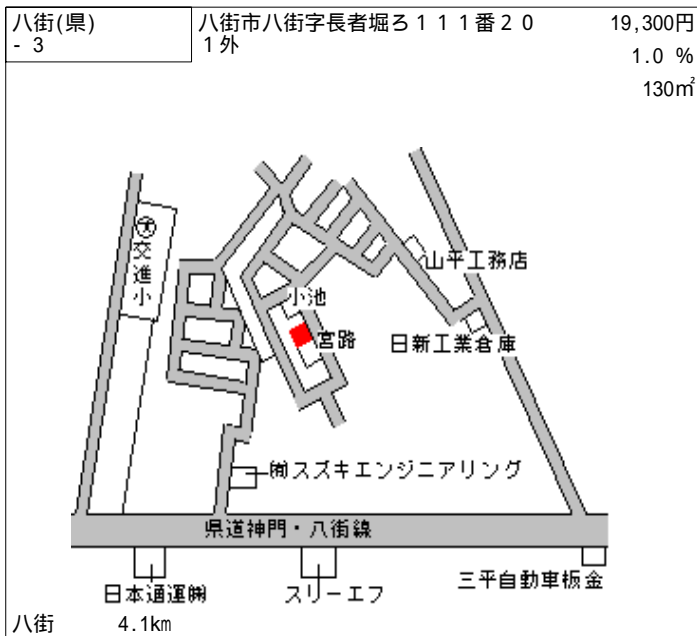 八街(県)
- 3
八街市八街字長者堀ろ１１１番２０
１外
19,300円
1.0 %
130㎡
交進小
山平工務店
小池
宮路
日新工業倉庫
㈲スズキエンジニアリング
県道神門・八街線
日本通運㈱
スリーエフ
三平自動車板金
八街 4.1km